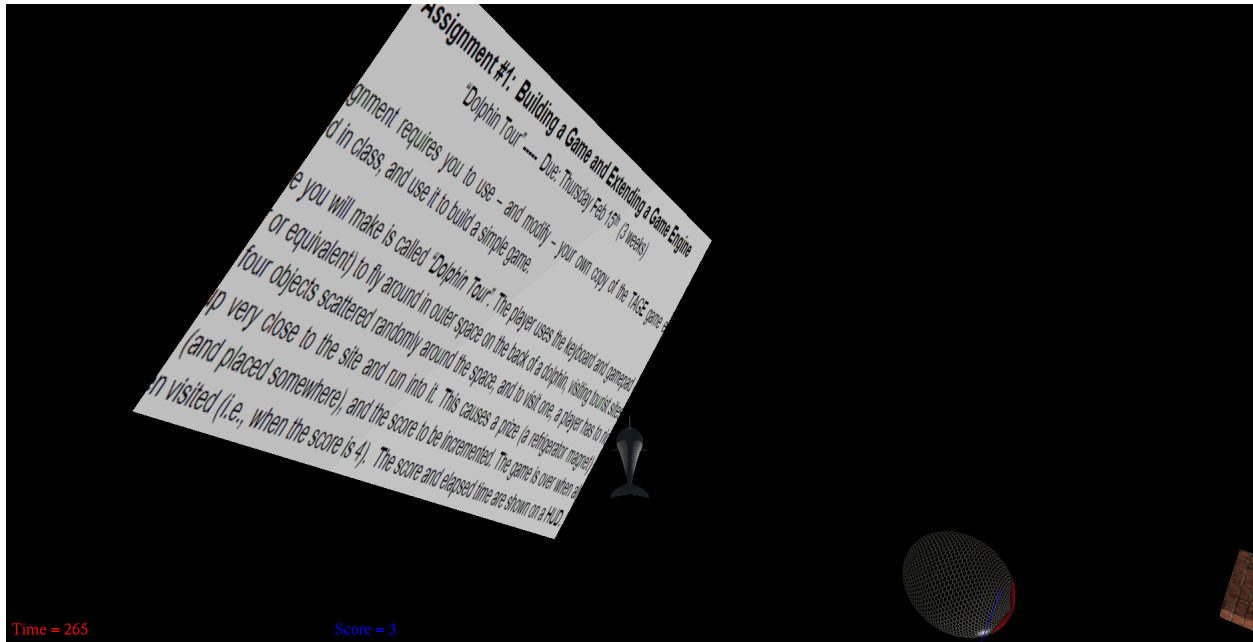 Assignment #1: Building a Game and Extending a Game Engine
"Dolphin Tour" ---- Due: Thursday Feb 15th (3 weeks)
gnment requires you to use – and modify – your own copy of the TAGE game e
d in class, and use it to build a simple game.
e you will make is called "Dolphin Tour". The player uses the keyboard and gamepad
or equivalent) to fly around in outer space on the back of a dolphin, visiting tourist sites
four objects scattered randomly around the space, and to visit one, a player has to
up very close to the site and run into it. This causes a prize (a refrigerator magnet)
(and placed somewhere), and the score to be incremented. The game is over when
en visited (i.e., when the score is 4). The score and elapsed time are shown on a HUD.
Time = 265
Score = 3